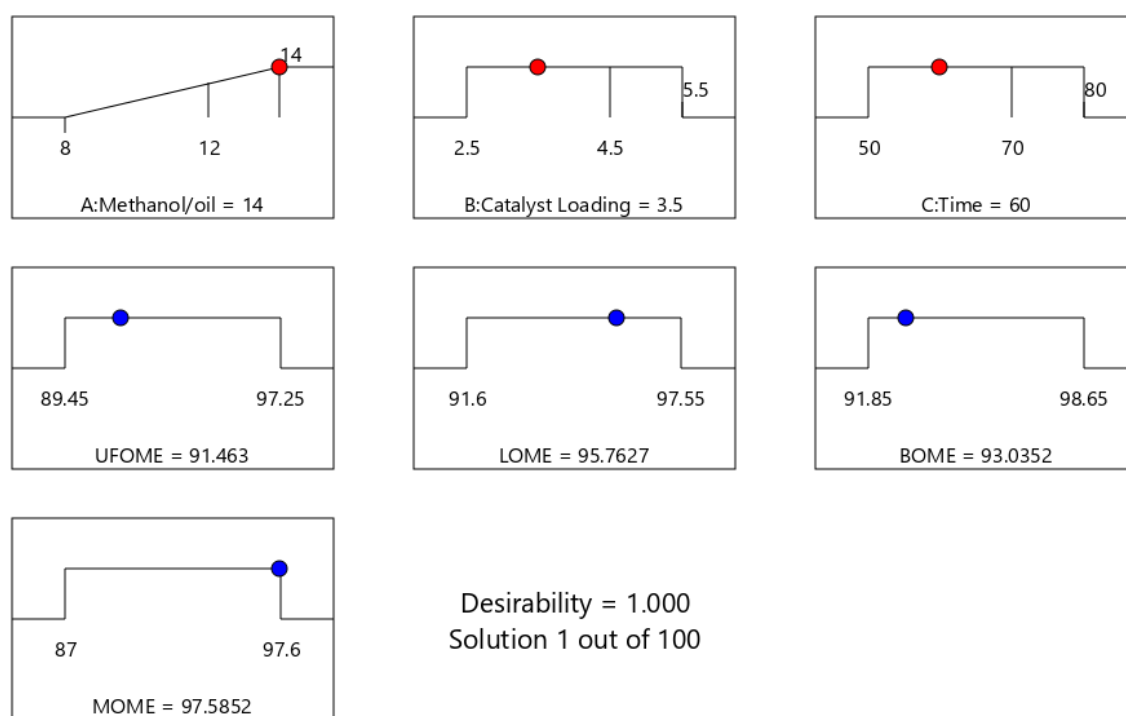 14
8
12
A:Methanol/oil = 14
5.5
2.5
4.5
B:Catalyst Loading = 3.5
80
50
70
C:Time = 60
89.45
97.25
UFOME = 91.463
91.6
97.55
LOME = 95.7627
91.85
98.65
BOME = 93.0352
87
97.6
MOME = 97.5852
Desirability = 1.000
Solution 1 out of 100